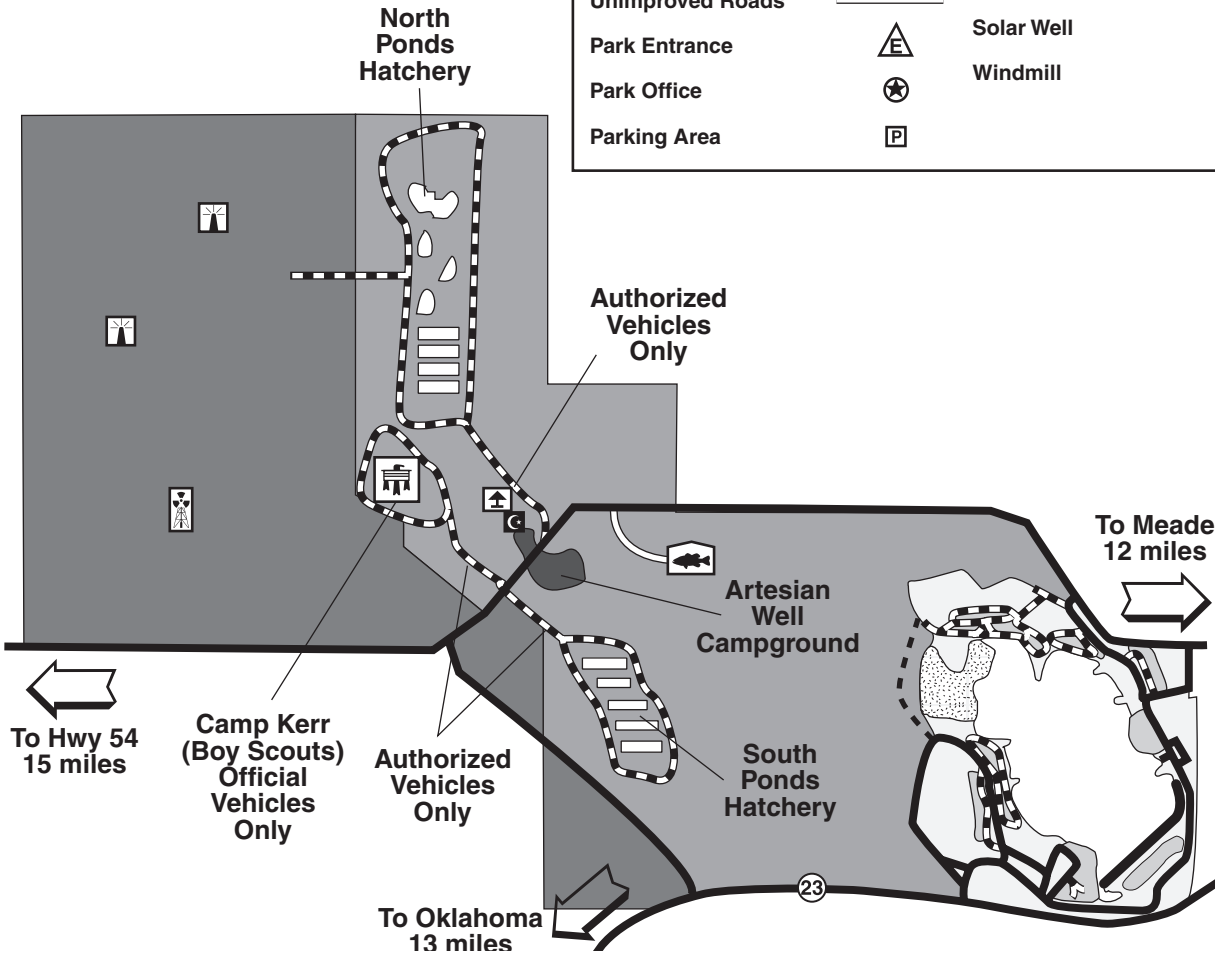 Unimproved Roads
Park Entrance
E
Park Office
Parking Area
P
Solar Well
Windmill
North
Ponds
Hatchery
Authorized
Vehicles
Only
To Meade
12 miles
Artesian
Well
Campground
To Hwy 54
15 miles
Camp Kerr
(Boy Scouts)
Official
Vehicles
Only
Authorized
Vehicles
Only
South
Ponds
Hatchery
23
To Oklahoma
13 miles